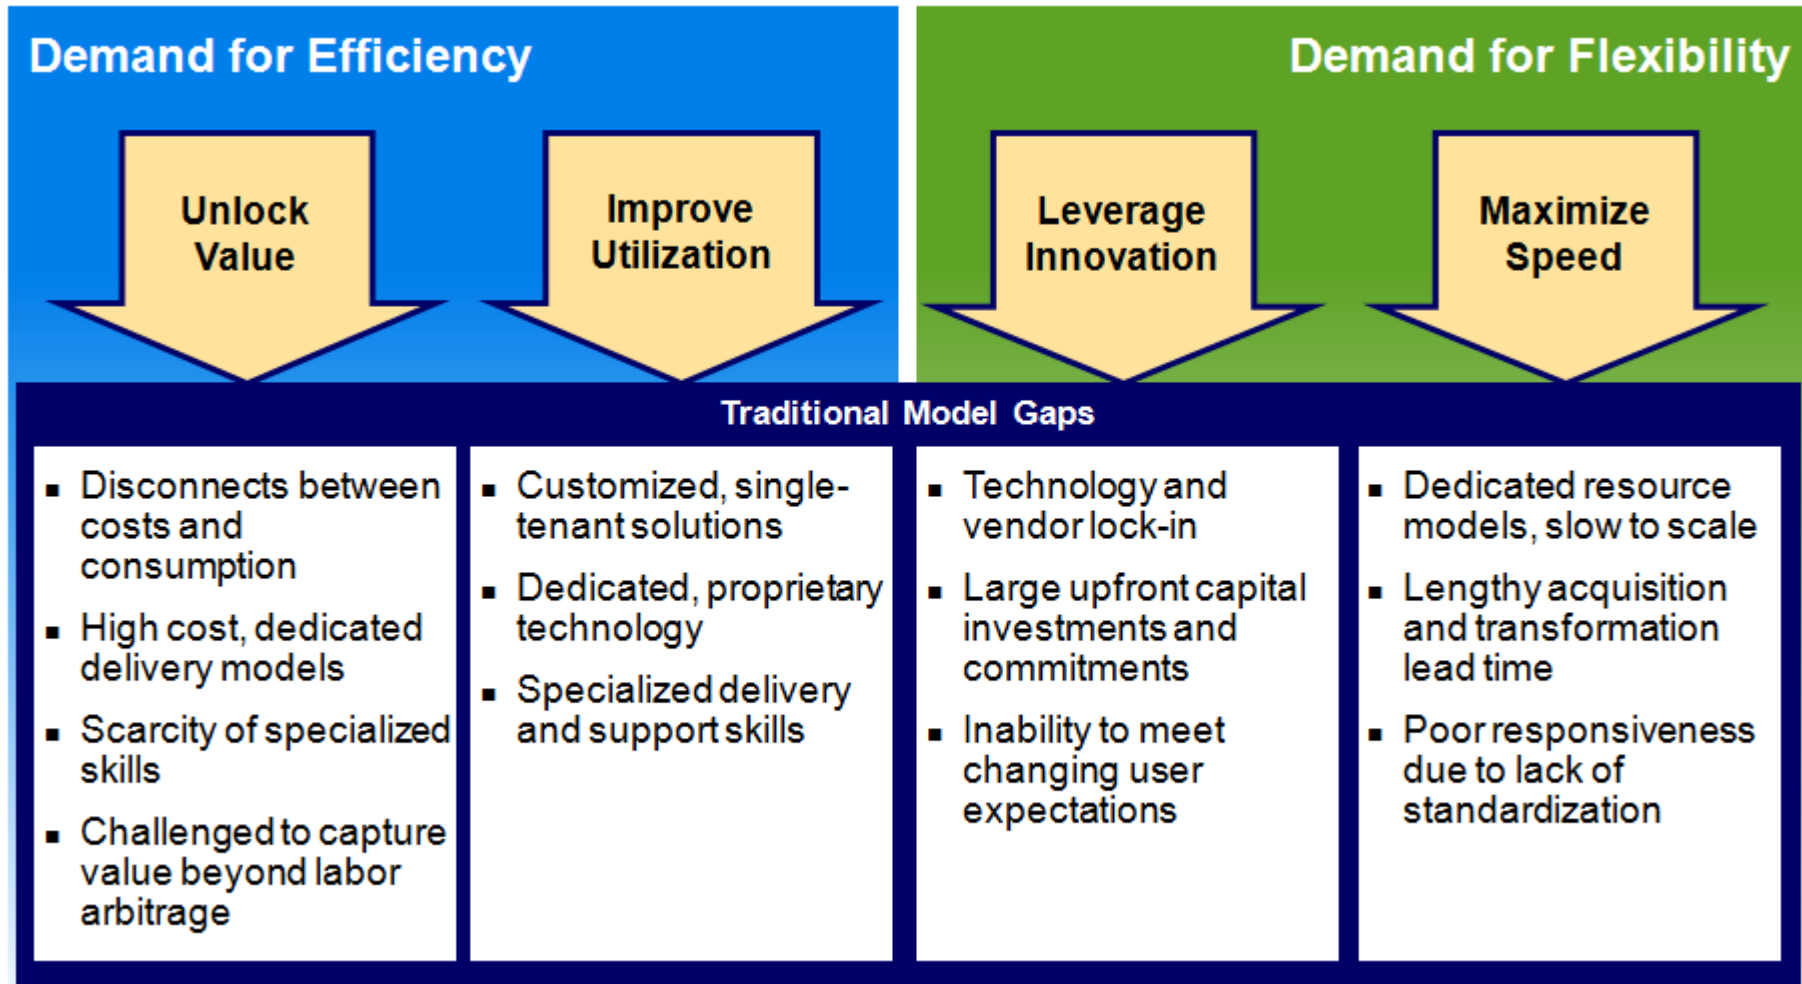 Demand for Efficiency
Demand for Flexibility
Unlock
Value
Improve
Utilization
Leverage
Innovation
Maximize
Speed
Traditional Model Gaps
▪ Disconnects between
costs and
consumption
▪ High cost, dedicated
delivery models
▪ Scarcity of specialized
skills
▪ Challenged to capture
value beyond labor
arbitrage
▪ Customized, single-
tenant solutions
▪ Dedicated, proprietary
technology
▪ Specialized delivery
and support skills
▪ Technology and
vendor lock-in
▪ Large upfront capital
investments and
commitments
▪ Inability to meet
changing user
expectations
▪ Dedicated resource
models, slow to scale
▪ Lengthy acquisition
and transformation
lead time
▪ Poor responsiveness
due to lack of
standardization